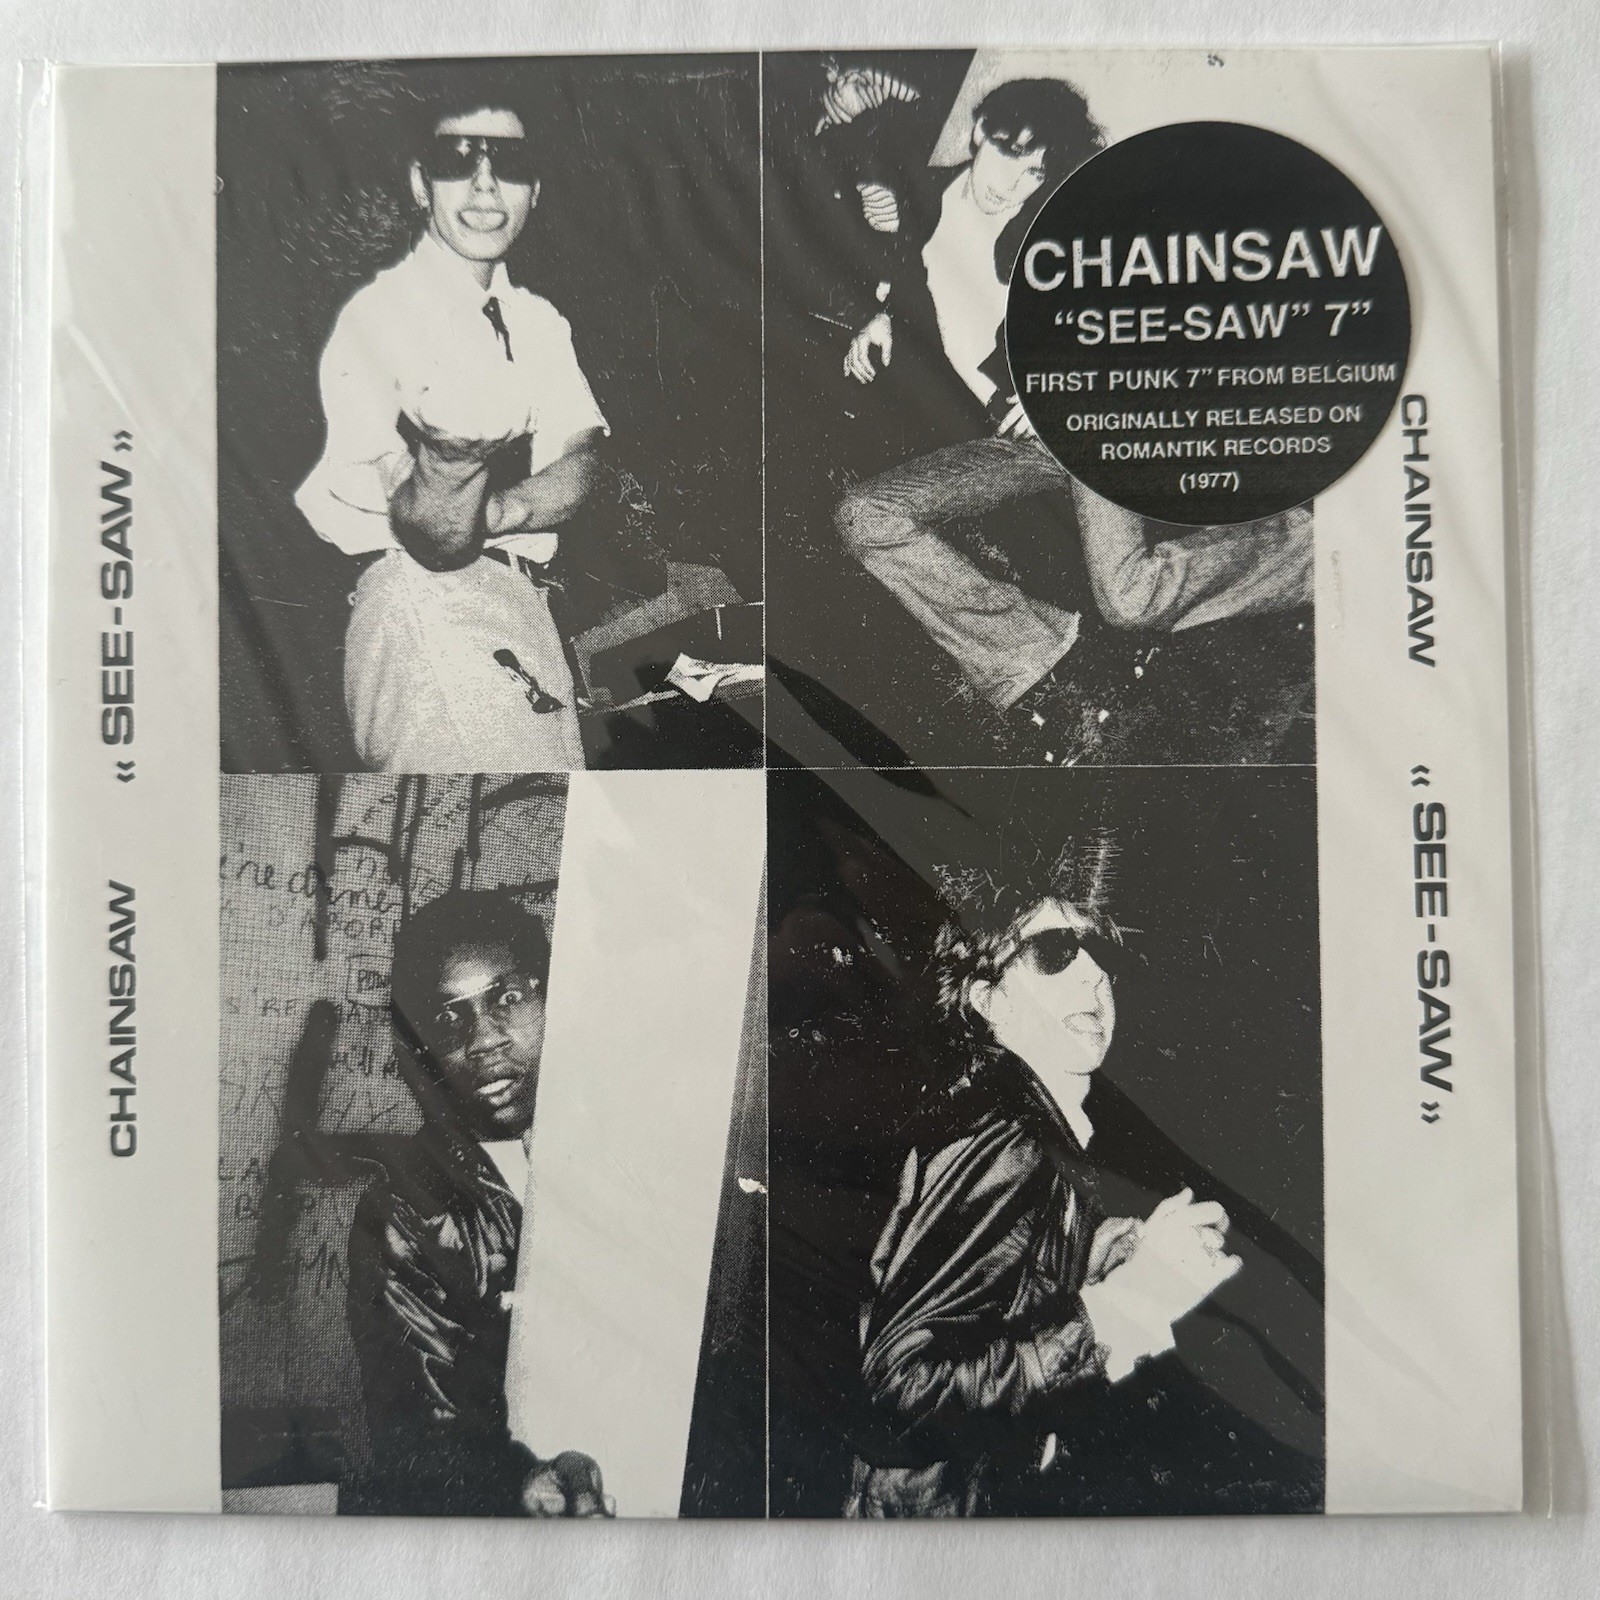 CHAINSAW
"SEE-SAW" 7"
FIRST PUNK 7" FROM BELGIUM
ORIGINALLY RELEASED ON
ROMANTIK RECORDS
(1977)
CHAINSAW « SEE-SAW »
CHAINSAW « SEE-SAW »